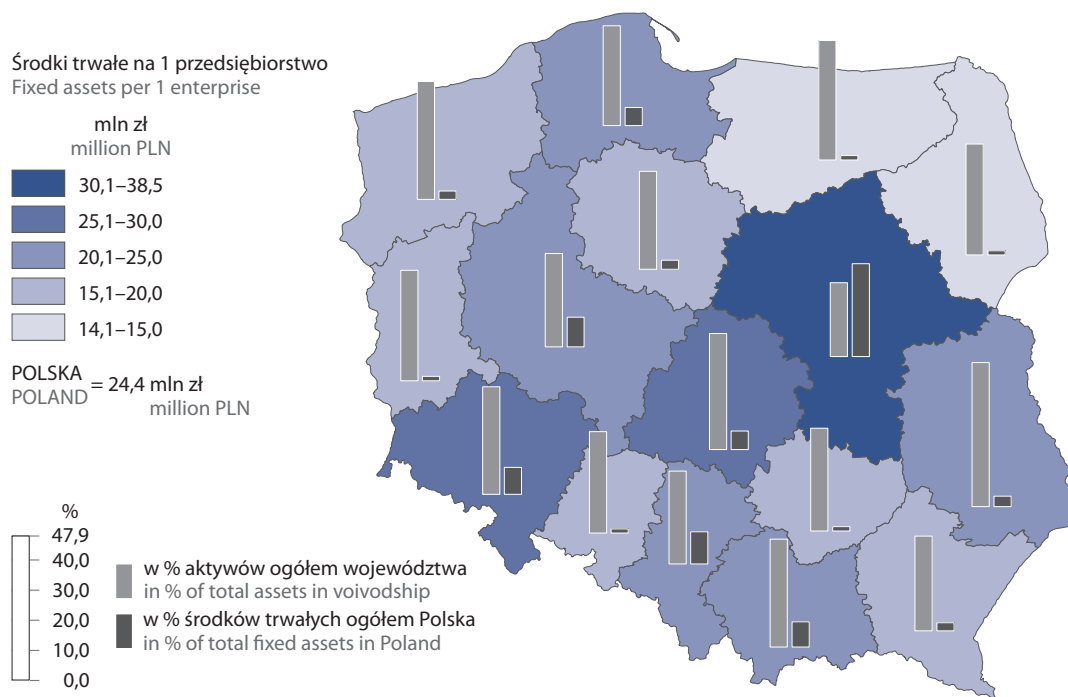 Środki trwałe na 1 przedsiębiorstwo
Fixed assets per 1 enterprise
mln zł
million PLN
30,1–38,5
25,1–30,0
20,1–25,0
15,1–20,0
14,1–15,0
POLSKA = 24,4 mln zł
POLAND million PLN
%
47,9
40,0
30,0
20,0
10,0
0,0
w % aktywów ogółem województwa
in % of total assets in voivodship
w % środków trwałych ogółem Polska
in % of total fixed assets in Poland